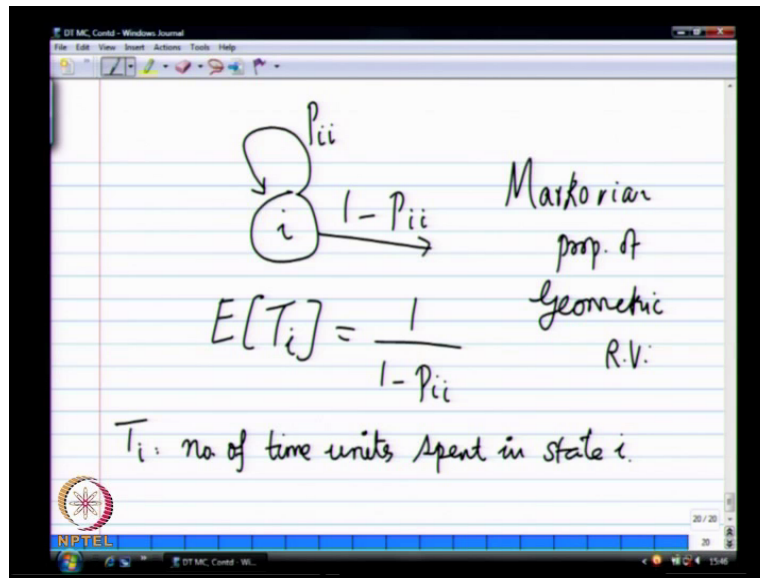 DT MC, Contd - Windows Journal
File Edit View Insert Actions Tools Help
Pii
i
1 - Pii
Markovian
prop. of
Geometric
R.V.
E[Ti] = 1 / 1 - Pii
Ti : no. of time units spent in state i.
NPTEL
20 / 20
20
DT MC, Contd - Wi...
15:46